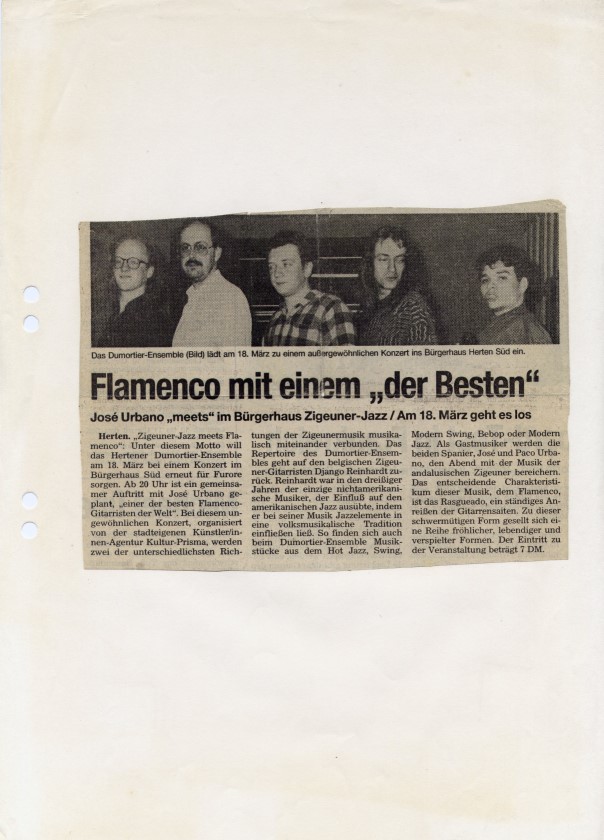 Das Dumortier-Ensemble (Bild) lädt am 18. März zu einem außergewöhnlichen Konzert ins Bürgerhaus Herten Süd ein.
Flamenco mit einem „der Besten“
José Urbano „meets“ im Bürgerhaus Zigeuner-Jazz / Am 18. März geht es los
Herten. „Zigeuner-Jazz meets Fla-
menco“: Unter diesem Motto will
das Hertener Dumortier-Ensemble
am 18. März bei einem Konzert im
Bürgerhaus Süd erneut für Furore
sorgen. Ab 20 Uhr ist ein gemeinsa-
mer Auftritt mit José Urbano ge-
plant, „einer der besten Flamenco-
Gitarristen der Welt“. Bei diesem un-
gewöhnlichen Konzert, organisiert
von der stadteigenen Künstler/in-
nen-Agentur Kultur-Prisma, werden
zwei der unterschiedlichsten Rich-
tungen der Zigeunermusik musika-
lisch miteinander verbunden. Das
Repertoire des Dumortier-Ensem-
bles geht auf den belgischen Zigeu-
ner-Gitarristen Django Reinhardt zu-
rück. Reinhardt war in den dreißiger
Jahren der einzige nichtamerikani-
sche Musiker, der Einfluß auf den
amerikanischen Jazz ausübte, indem
er bei seiner Musik Jazzelemente in
eine volksmusikalische Tradition
einfließen ließ. So finden sich auch
beim Dumortier-Ensemble Musik-
stücke aus dem Hot Jazz, Swing,
Modern Swing, Bebop oder Modern
Jazz. Als Gastmusiker werden die
beiden Spanier, José und Paco Urba-
no, den Abend mit der Musik der
andalusischen Zigeuner bereichern.
Das entscheidende Charakteristi-
kum dieser Musik, dem Flamenco,
ist das Rasgueado, ein ständiges An-
reißen der Gitarrensaiten. Zu dieser
schwermütigen Form gesellt sich ei-
ne Reihe fröhlicher, lebendiger und
verspielter Formen. Der Eintritt zu
der Veranstaltung beträgt 7 DM.